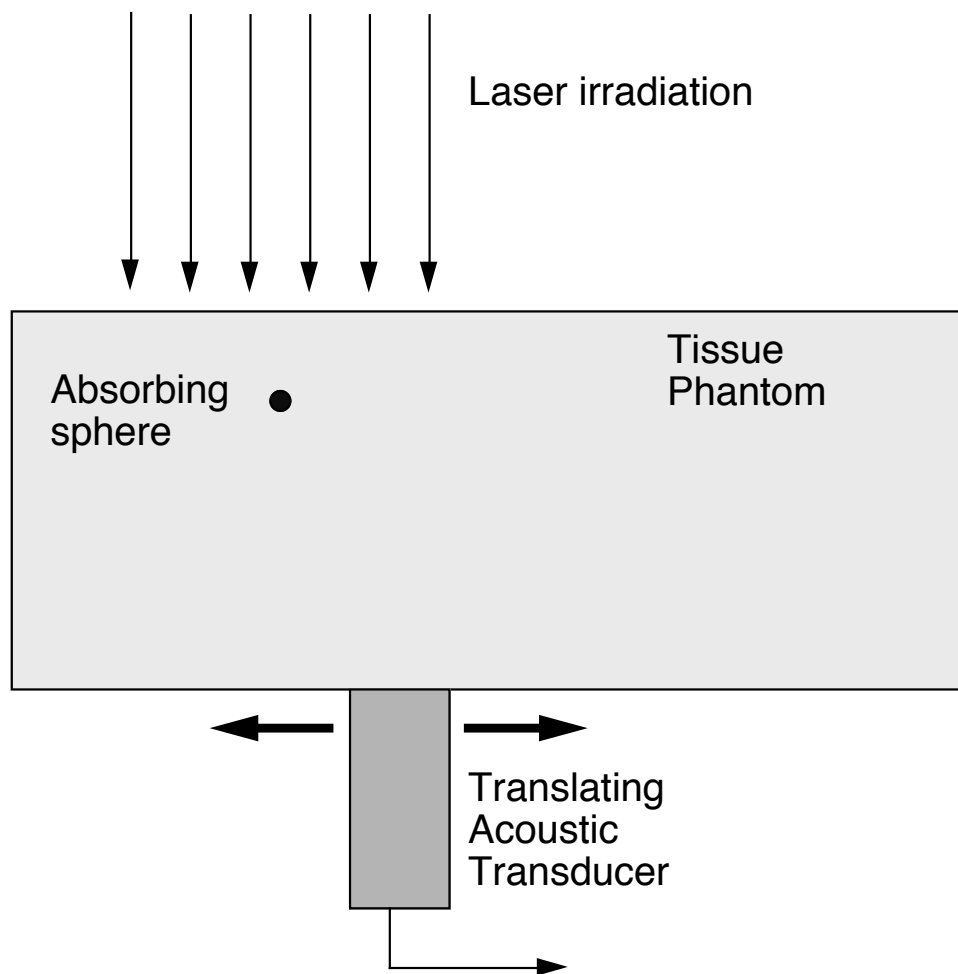 Laser irradiation
Tissue
Phantom
Absorbing
sphere
Translating
Acoustic
Transducer